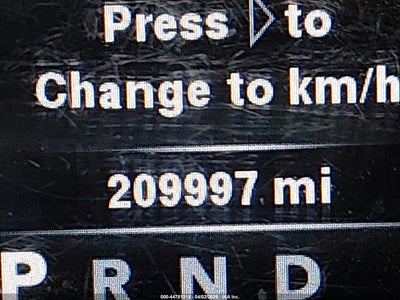 Press ▷ to
Change to km/h
209997 mi
P R N D